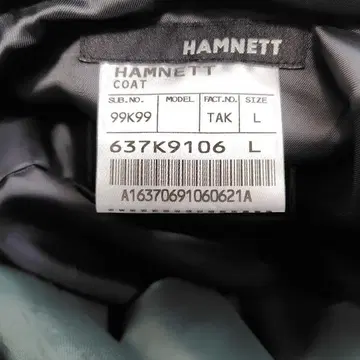 HAMNETT
HAMNETT
COAT
SUB.NO. MODEL FACT.NO. SIZE
99K99 TAK L
637K9106 L
A16370691060621A